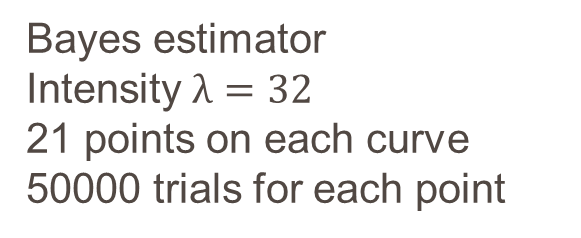 Bayes estimator
Intensity λ = 32
21 points on each curve
50000 trials for each point